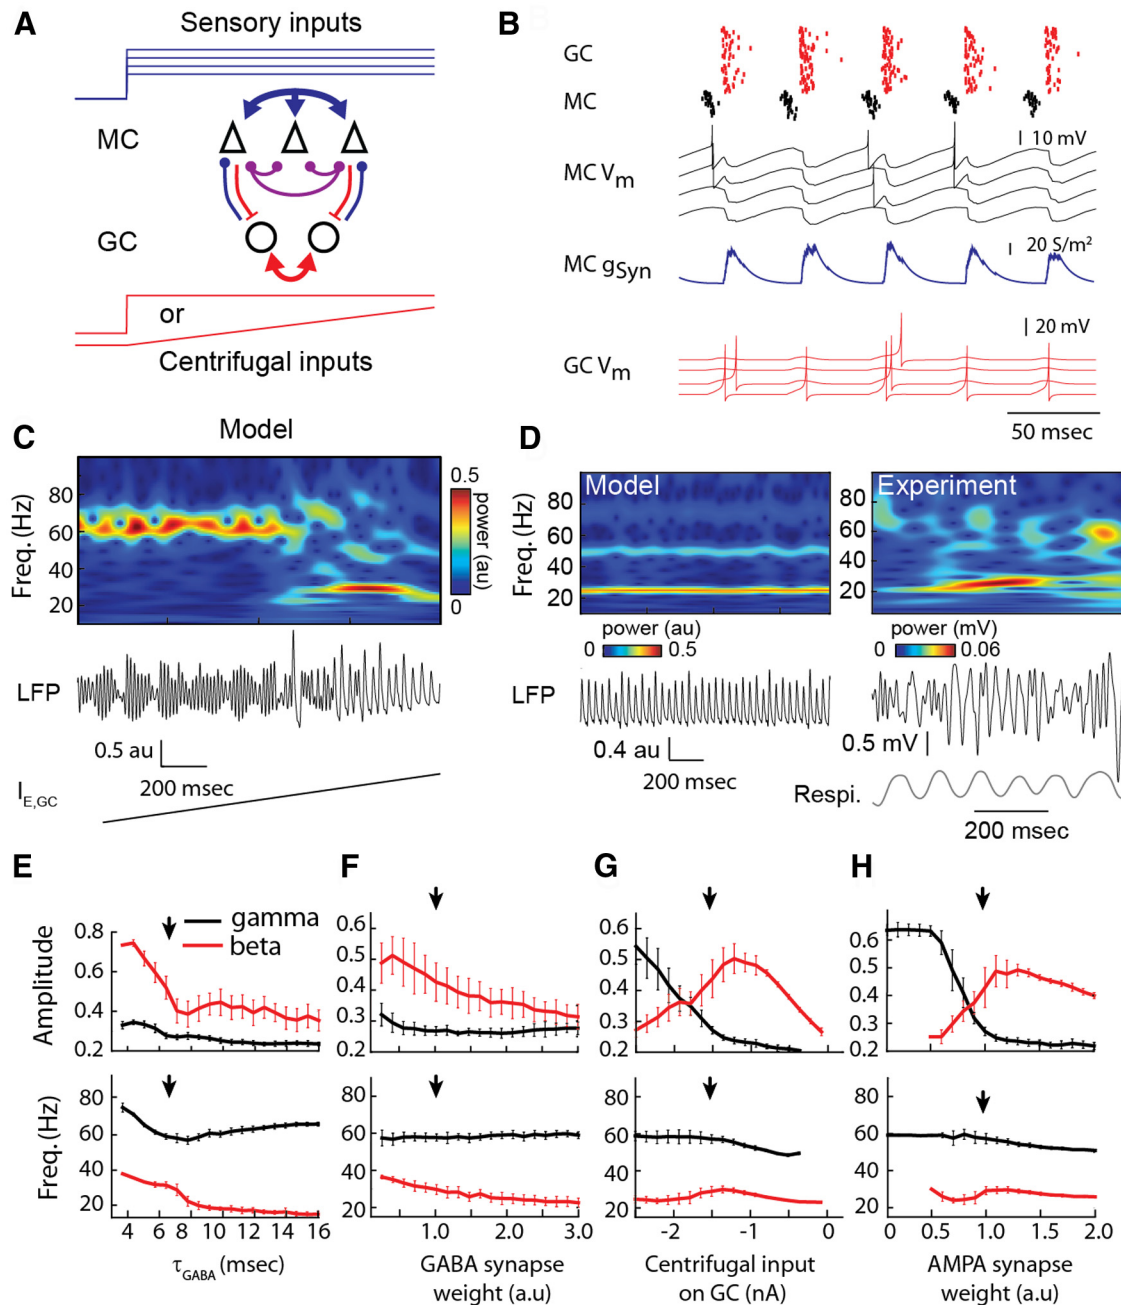 A
Sensory inputs
MC
GC
or
Centrifugal inputs
B
GC
MC
10 mV
MC Vm
20 S/m²
MC gSyn
20 mV
GC Vm
50 msec
C
Model
Freq. (Hz)
80
60
40
20
0.5
power (au)
0
LFP
0.5 au
200 msec
IE,GC
D
Model
Freq. (Hz)
80
60
40
20
power (au)
0
0.5
LFP
0.4 au
200 msec
Experiment
80
60
40
20
power (mV)
0
0.06
0.5 mV
Respi.
200 msec
E
gamma
beta
Amplitude
0.8
0.6
0.4
0.2
Freq. (Hz)
80
60
40
20
4 6 8 10 12 14 16
τGABA (msec)
F
0.6
0.5
0.4
0.3
0.2
80
60
40
20
1.0 2.0 3.0
GABA synapse
weight (a.u)
G
0.6
0.5
0.4
0.3
0.2
80
60
40
20
-2 -1 0
Centrifugal input
on GC (nA)
H
0.6
0.4
0.3
0.2
80
60
40
20
0 0.5 1.0 2.0
AMPA synapse
weight (a.u)